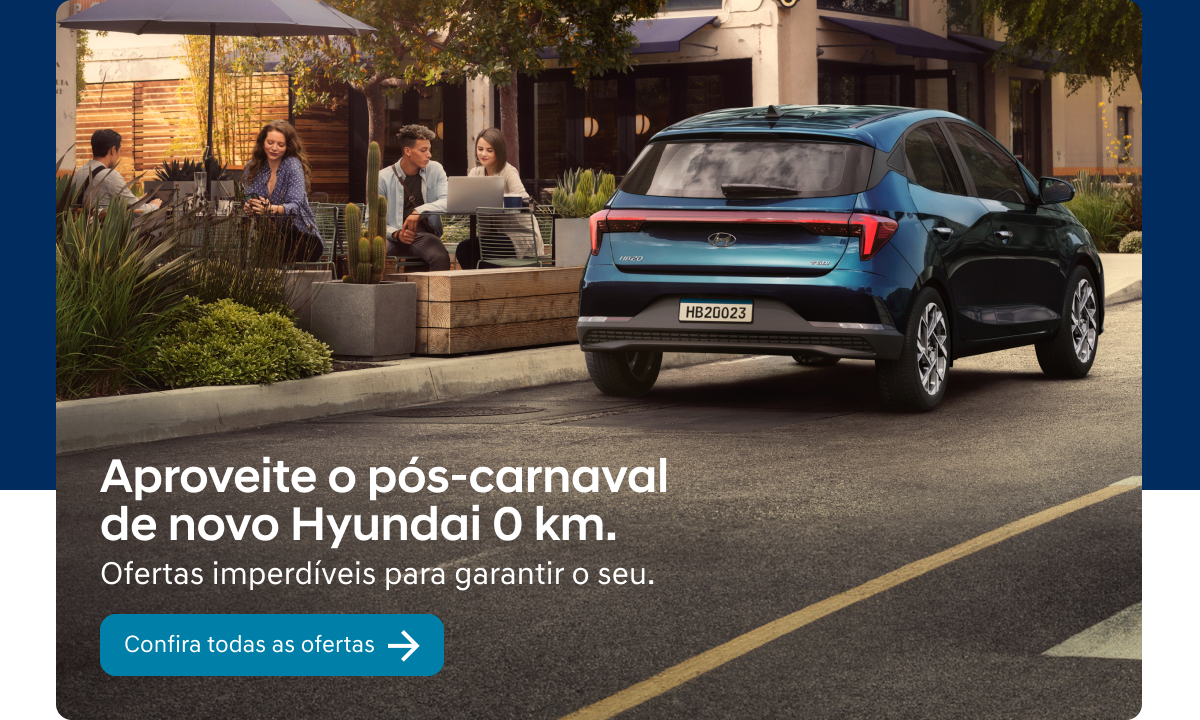 HB20
HB20023
Aproveite o pós-carnaval
de novo Hyundai 0 km.
Ofertas imperdíveis para garantir o seu.
Confira todas as ofertas